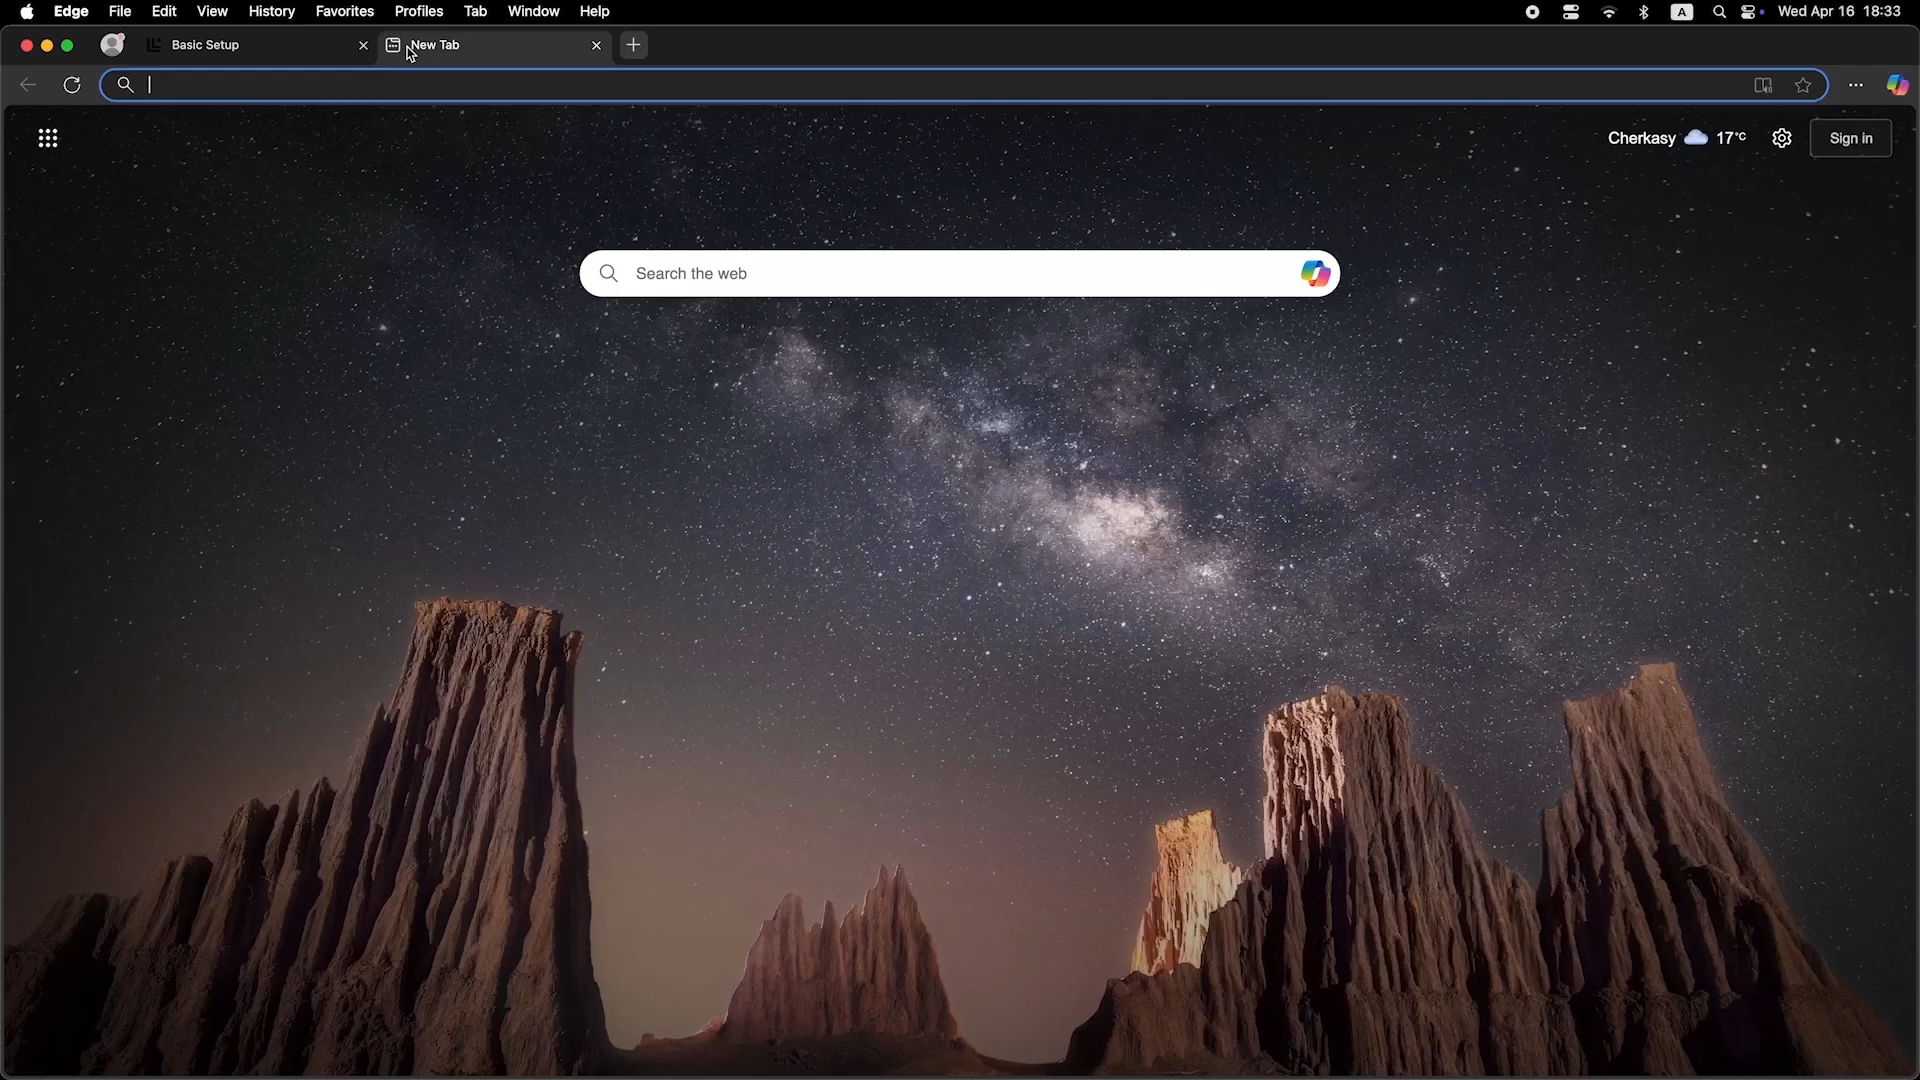 Edge File Edit View History Favorites Profiles Tab Window Help A Wed Apr 16 18:33
Basic Setup New Tab
Cherkasy 17°C Sign in
Search the web